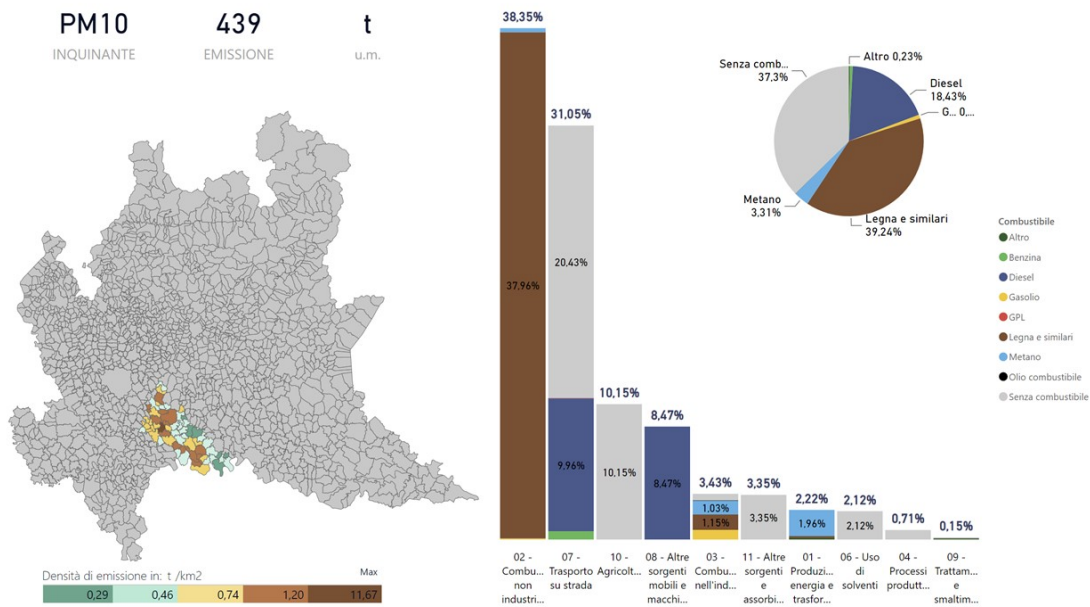 PM10
439
t
INQUINANTE
EMISSIONE
u.m.
38,35%
37,96%
31,05%
20,43%
9,96%
10,15%
10,15%
8,47%
8,47%
3,43%
1,03%
1,15%
3,35%
3,35%
2,22%
1,96%
2,12%
2,12%
0,71%
0,15%
02 -
Combu...
non
industri...
07 -
Trasporto
su strada
10 -
Agricolt...
08 - Altre
sorgenti
mobili e
macchi...
03 -
Combu...
nell'ind...
11 - Altre
sorgenti
e
assorbi...
01 -
Produzi...
energia e
trasfor...
06 - Uso
di
solventi
04 -
Processi
produtt...
09 -
Trattam...
e
smaltim...
Senza comb...
37,3%
Altro 0,23%
Diesel
18,43%
G... 0,...
Metano
3,31%
Legna e similari
39,24%
Combustibile
Altro
Benzina
Diesel
Gasolio
GPL
Legna e similari
Metano
Olio combustibile
Senza combustibile
Densità di emissione in: t /km2
Max
0,29
0,46
0,74
1,20
11,67